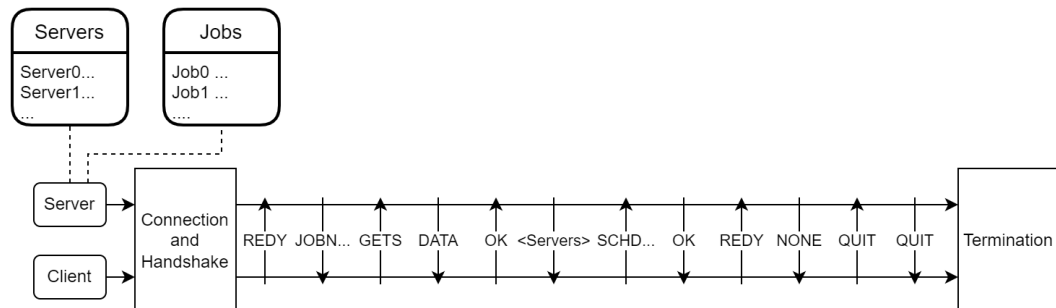 Servers
Server0...
Server1...
...
Jobs
Job0 ...
Job1 ...
....
Server
Client
Connection
and
Handshake
REDY JOBN... GETS DATA OK <Servers> SCHD... OK REDY NONE QUIT QUIT
Termination